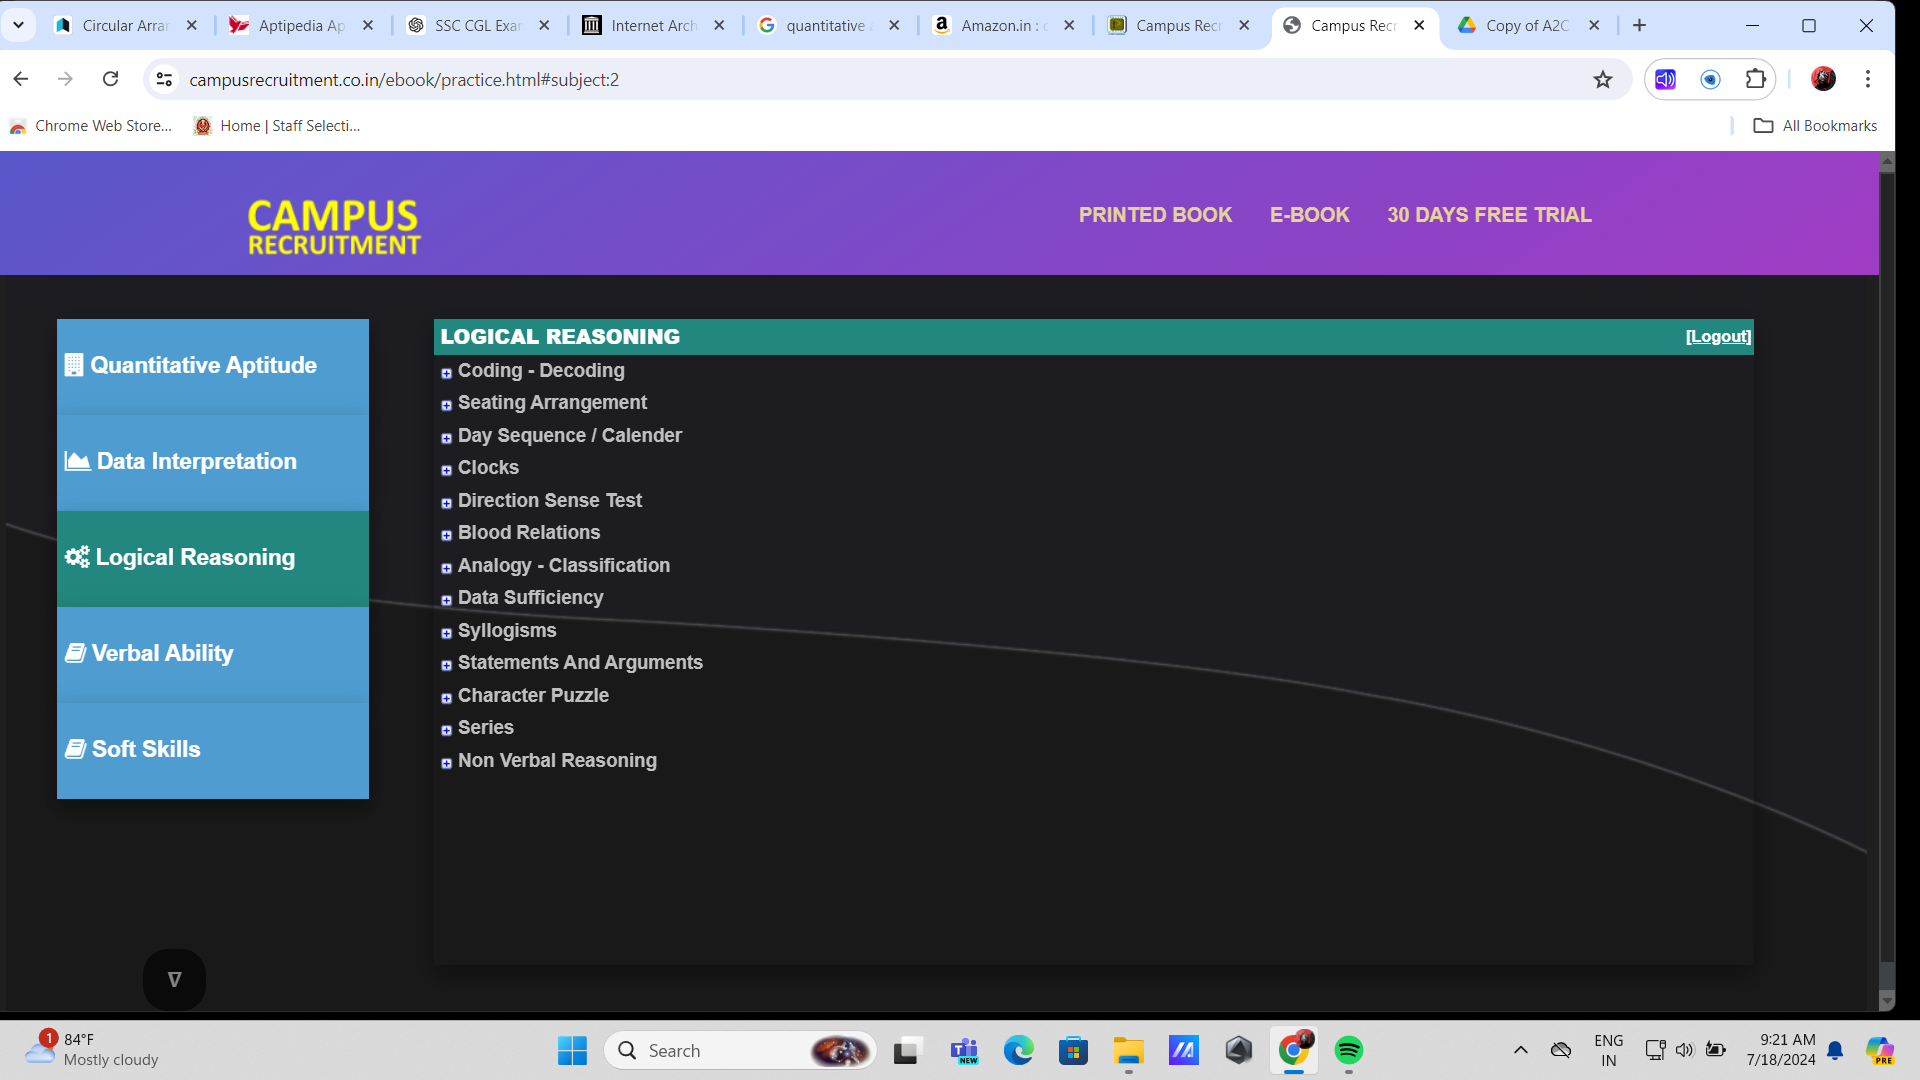 Circular Arrar
Aptipedia Ap
SSC CGL Exar
Internet Arch
quantitative a
Amazon.in : c
Campus Recr
Campus Recr
Copy of A2C
campusrecruitment.co.in/ebook/practice.html#subject:2
Chrome Web Store...
Home | Staff Selecti...
All Bookmarks
CAMPUS
RECRUITMENT
PRINTED BOOK
E-BOOK
30 DAYS FREE TRIAL
Quantitative Aptitude
Data Interpretation
Logical Reasoning
Verbal Ability
Soft Skills
LOGICAL REASONING
[Logout]
Coding - Decoding
Seating Arrangement
Day Sequence / Calender
Clocks
Direction Sense Test
Blood Relations
Analogy - Classification
Data Sufficiency
Syllogisms
Statements And Arguments
Character Puzzle
Series
Non Verbal Reasoning
1
84°F
Mostly cloudy
Search
NEW
ENG
IN
9:21 AM
7/18/2024
PRE